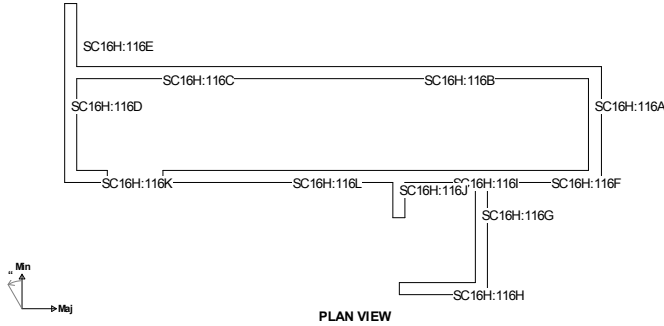 SC16H:116E
SC16H:116C
SC16H:116B
SC16H:116D
SC16H:116A
SC16H:116K
SC16H:116L
SC16H:116J
SC16H:116I
SC16H:116F
SC16H:116G
SC16H:116H
Min
“
Maj
PLAN VIEW